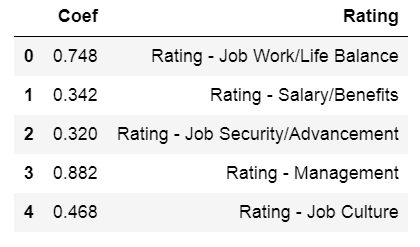 Coef Rating
0 0.748 Rating - Job Work/Life Balance
1 0.342 Rating - Salary/Benefits
2 0.320 Rating - Job Security/Advancement
3 0.882 Rating - Management
4 0.468 Rating - Job Culture